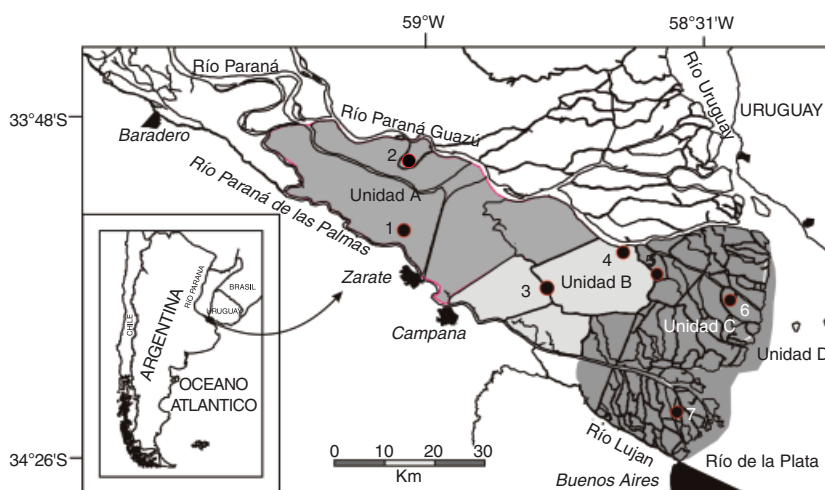 59°W
58°31'W
33°48'S
34°26'S
Río Paraná
Río Paraná Guazú
Río Uruguay
URUGUAY
Baradero
Río Paraná de las Palmas
2
Unidad A
1
Zarate
Campana
3
4
Unidad B
5
6
Unidad C
Unidad D
7
Río Lujan
Río de la Plata
Buenos Aires
0 10 20 30
Km
CHILE
ARGENTINA
RÍO PARANA
BRASIL
URUGUAY
OCEANO
ATLANTICO